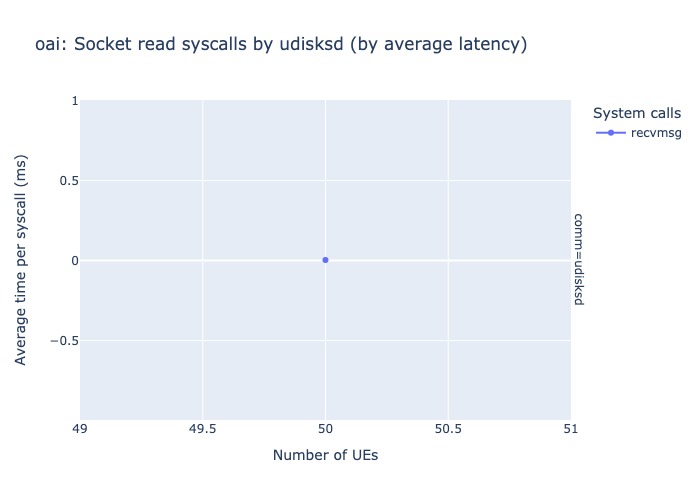 oai: Socket read syscalls by udisksd (by average latency)
System calls
recvmsg
1
0.5
0
−0.5
Average time per syscall (ms)
comm=udisksd
49
49.5
50
50.5
51
Number of UEs